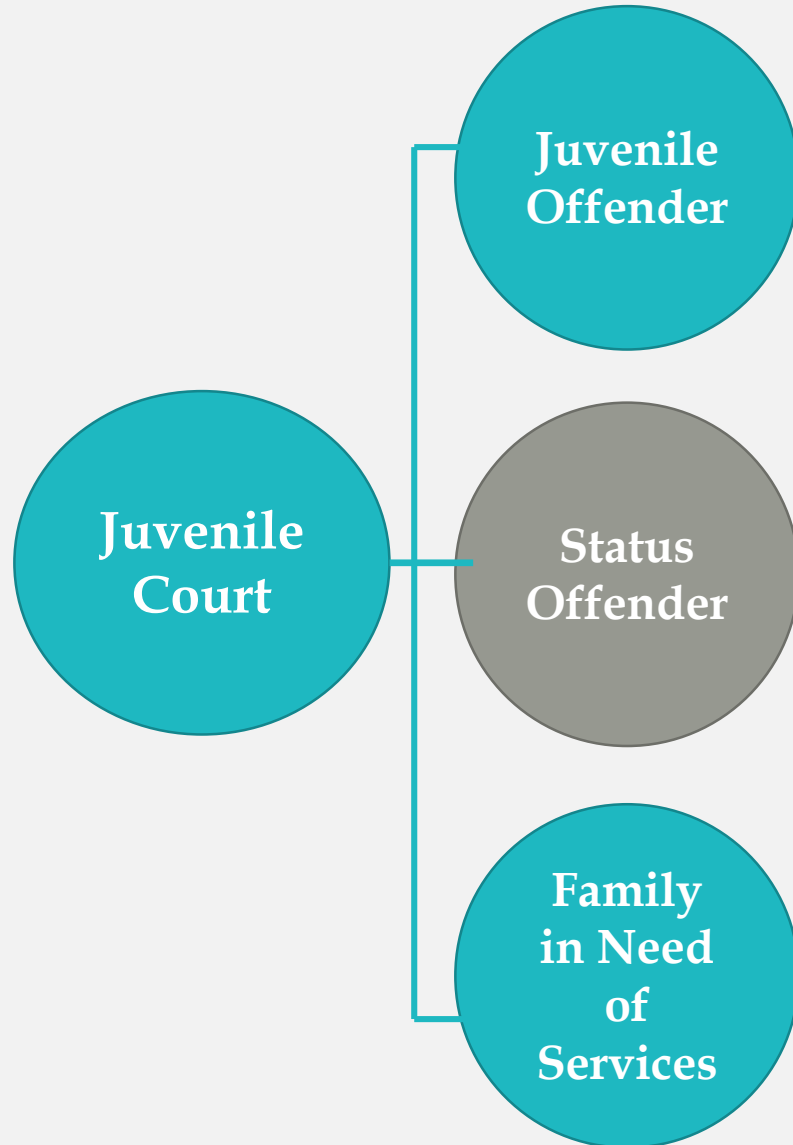 Juvenile
Offender
Juvenile
Court
Status
Offender
Family
in Need
of
Services